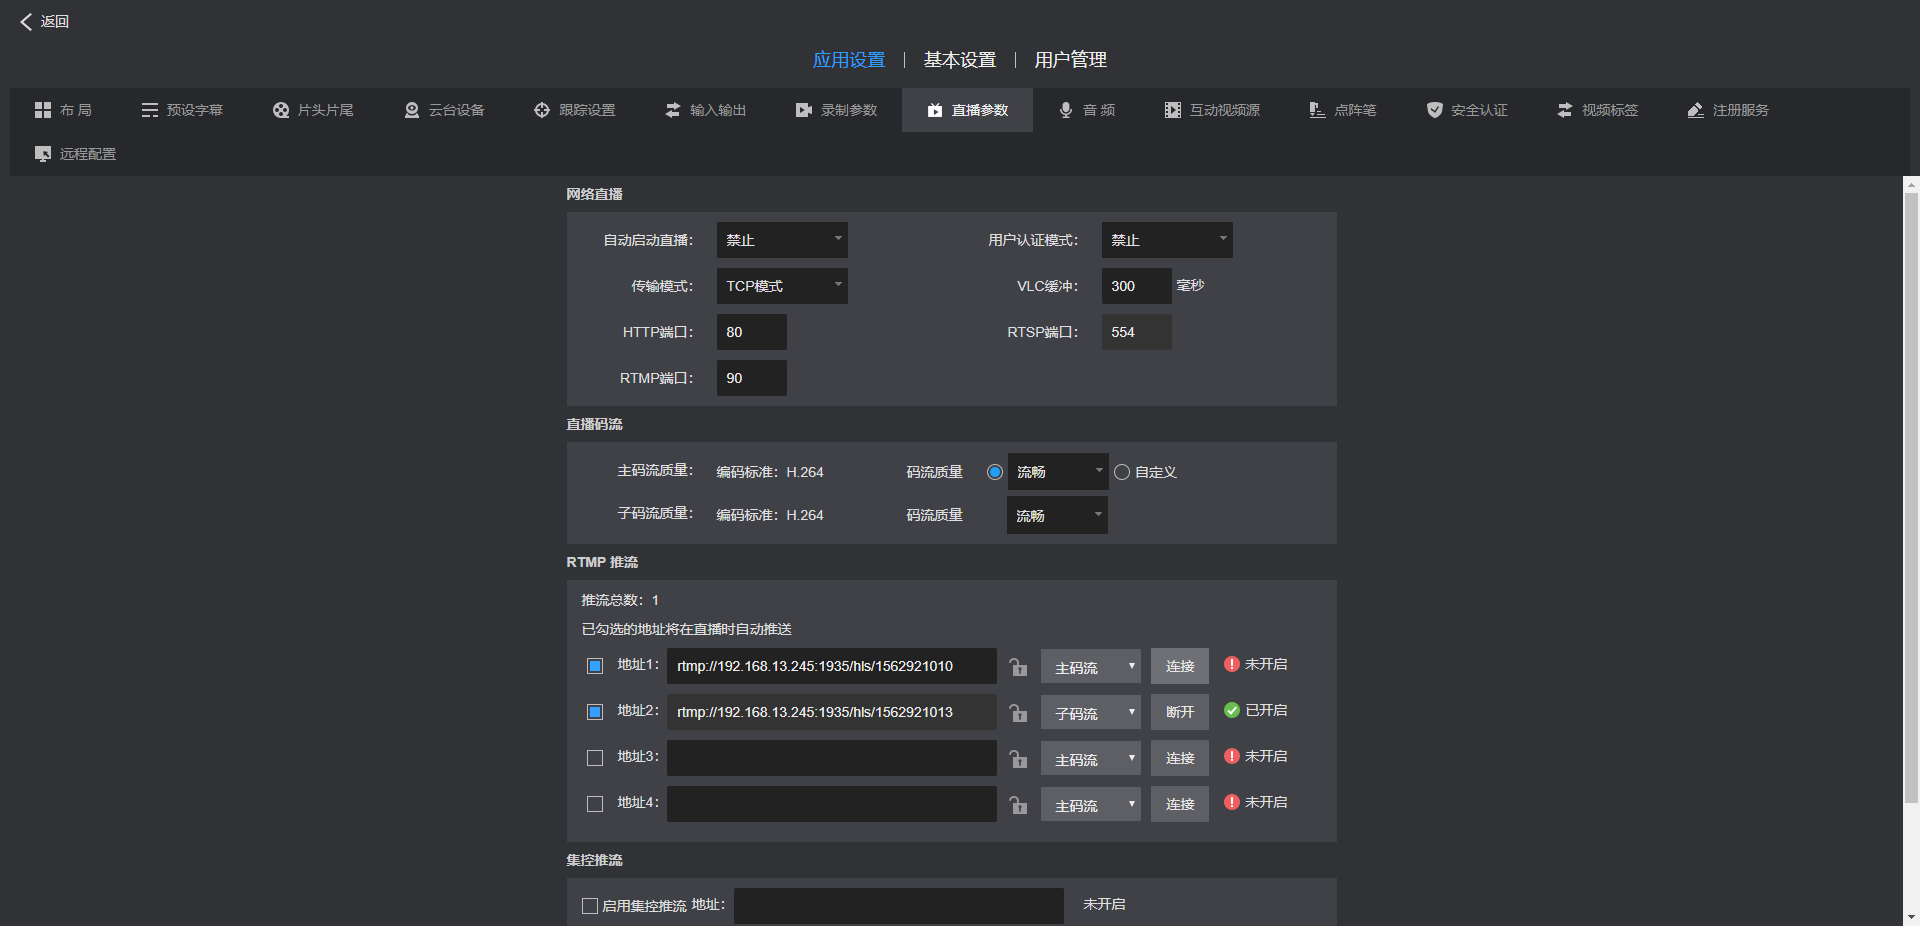 返回
应用设置 | 基本设置 | 用户管理
布 局 预设字幕 片头片尾 云台设备 跟踪设置 输入输出 录制参数 直播参数 音 频 互动视频源 点阵笔 安全认证 视频标签 注册服务
远程配置
网络直播
自动启动直播： 禁止 用户认证模式： 禁止
传输模式： TCP模式 VLC缓冲： 300 毫秒
HTTP端口： 80 RTSP端口： 554
RTMP端口： 90
直播码流
主码流质量： 编码标准：H.264 码流质量 流畅 自定义
子码流质量： 编码标准：H.264 码流质量 流畅
RTMP 推流
推流总数：1
已勾选的地址将在直播时自动推送
地址1： rtmp://192.168.13.245:1935/hls/1562921010 主码流 连接 未开启
地址2： rtmp://192.168.13.245:1935/hls/1562921013 子码流 断开 已开启
地址3： 主码流 连接 未开启
地址4： 主码流 连接 未开启
集控推流
启用集控推流 地址： 未开启